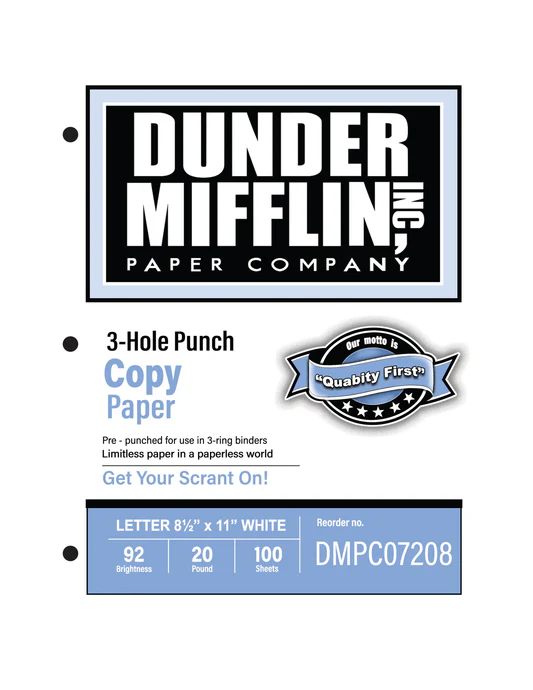 DUNDER
MIFFLIN INC,
PAPER COMPANY
3-Hole Punch
Copy
Paper
Our motto is
“Quabity First”
Pre - punched for use in 3-ring binders
Limitless paper in a paperless world
Get Your Scrant On!
LETTER 8½” x 11” WHITE
92
Brightness
20
Pound
100
Sheets
Reorder no.
DMPC07208